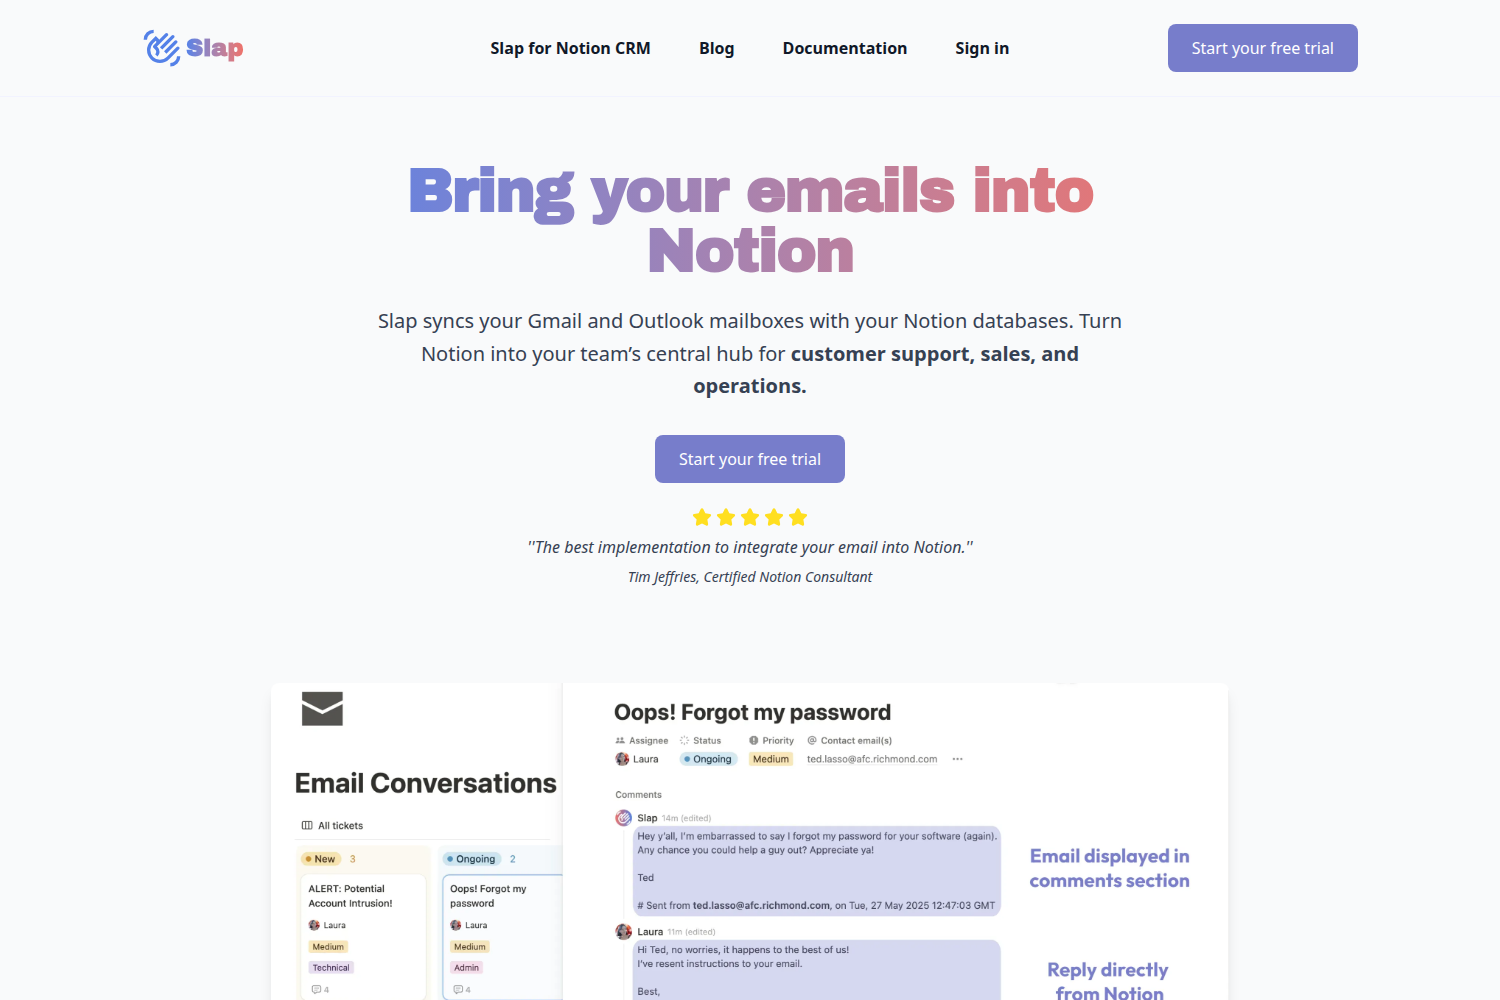 Slap
Slap for Notion CRM
Blog
Documentation
Sign in
Start your free trial
Bring your emails into
Notion
Slap syncs your Gmail and Outlook mailboxes with your Notion databases. Turn
Notion into your team’s central hub for customer support, sales, and
operations.
Start your free trial
"The best implementation to integrate your email into Notion."
Tim Jeffries, Certified Notion Consultant
Email Conversations
All tickets
New 3
Ongoing 2
ALERT: Potential
Account Intrusion!
Laura
Medium
Technical
4
Oops! Forgot my
password
Laura
Medium
Admin
4
Oops! Forgot my password
Assignee Status Priority Contact email(s)
Laura Ongoing Medium ted.lasso@afc.richmond.com ...
Comments
Slap 14m (edited)
Hey y'all, I'm embarrassed to say I forgot my password for your software (again).
Any chance you could help a guy out? Appreciate ya!
Ted
# Sent from ted.lasso@afc.richmond.com, on Tue, 27 May 2025 12:47:03 GMT
Laura 11m (edited)
Hi Ted, no worries, it happens to the best of us!
I've resent instructions to your email.
Best,
Email displayed in
comments section
Reply directly
from Notion